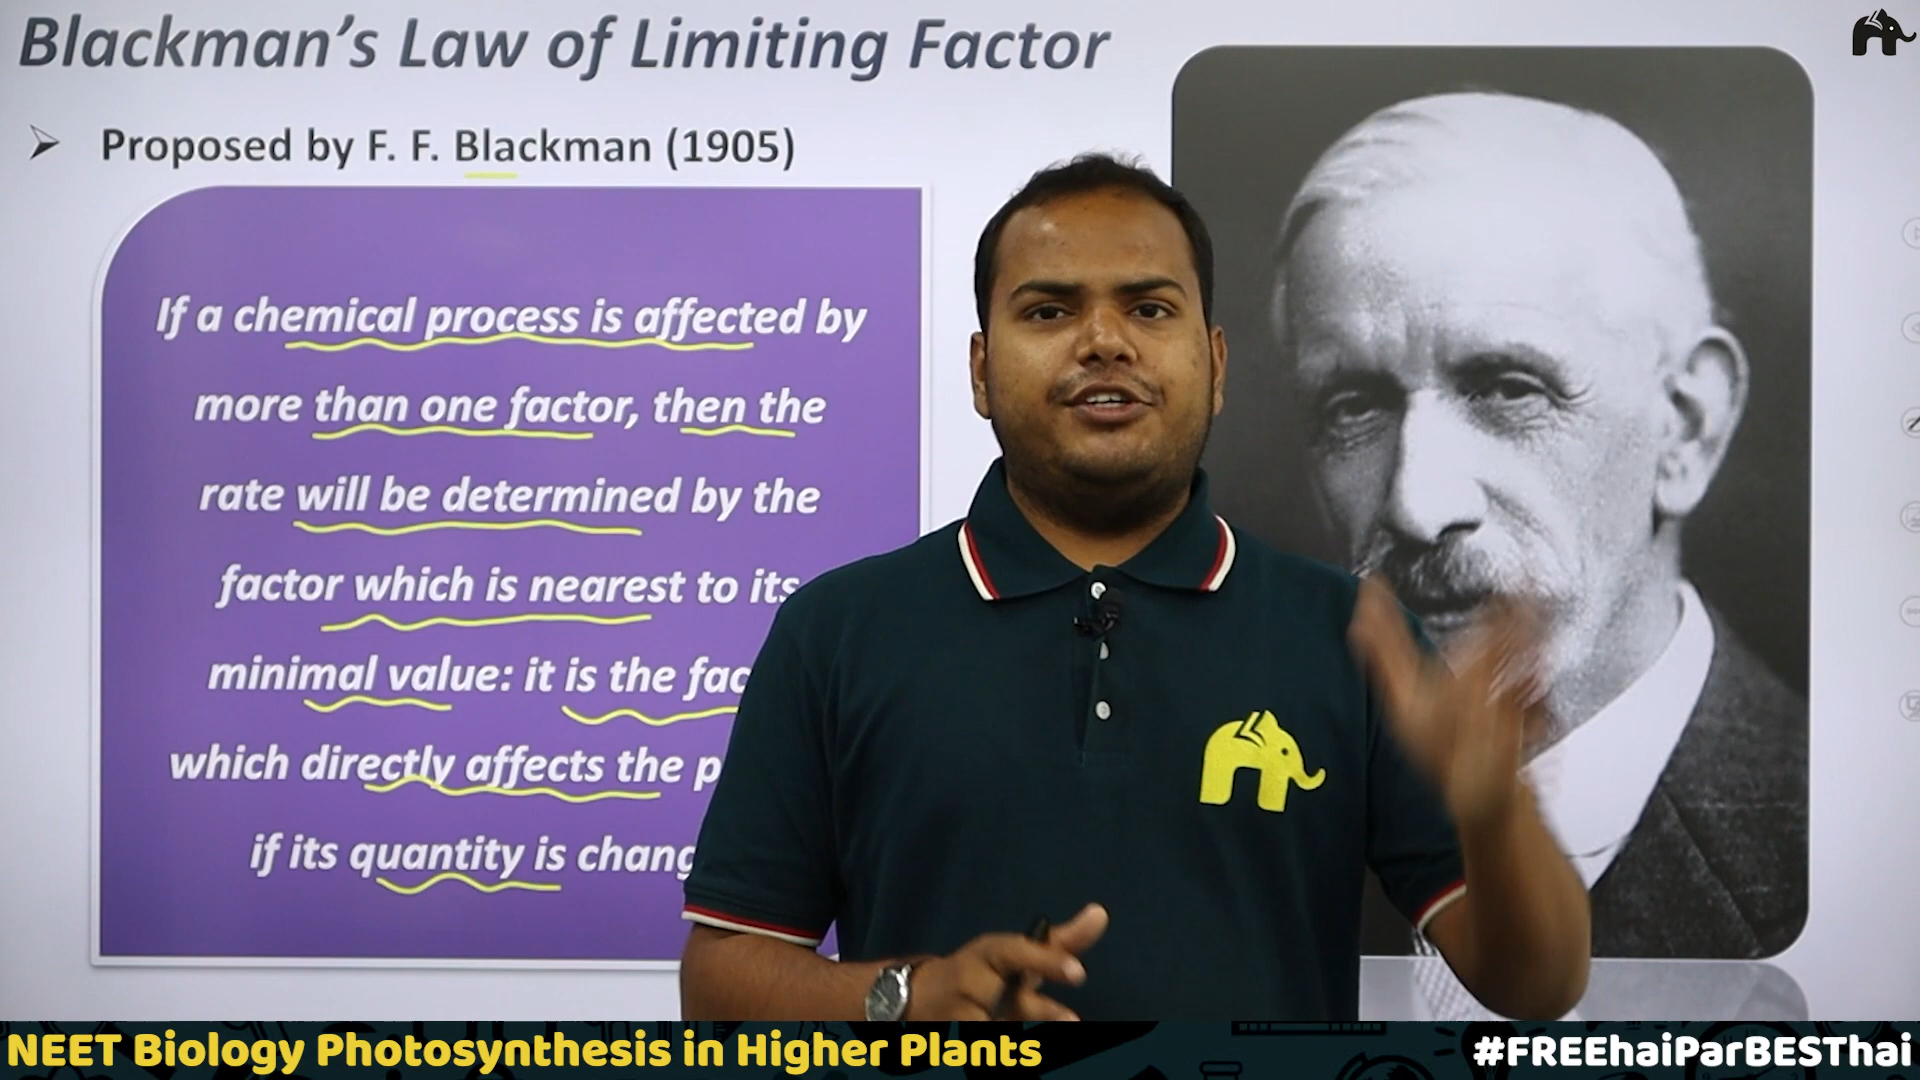 Blackman's Law of Limiting Factor
➢ Proposed by F. F. Blackman (1905)
If a chemical process is affected by
more than one factor, then the
rate will be determined by the
factor which is nearest to its
minimal value: it is the fac
which directly affects the p
if its quantity is chang
NEET Biology Photosynthesis in Higher Plants
#FREEhaiParBESThai